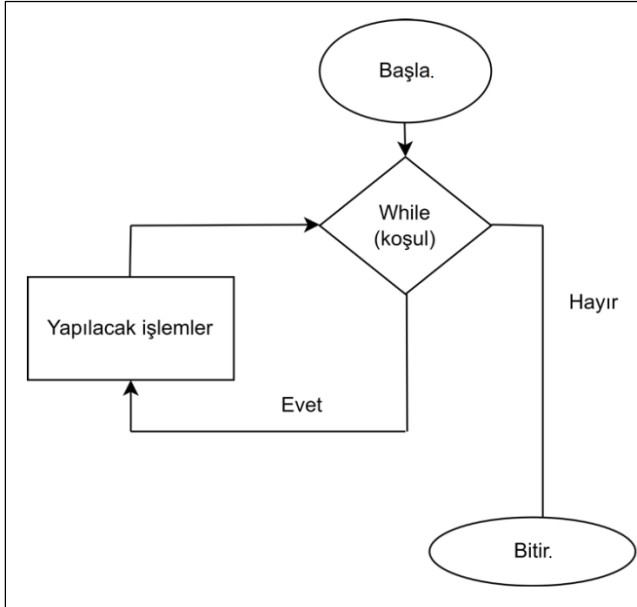 Başla.
While
(koşul)
Hayır
Yapılacak işlemler
Evet
Bitir.